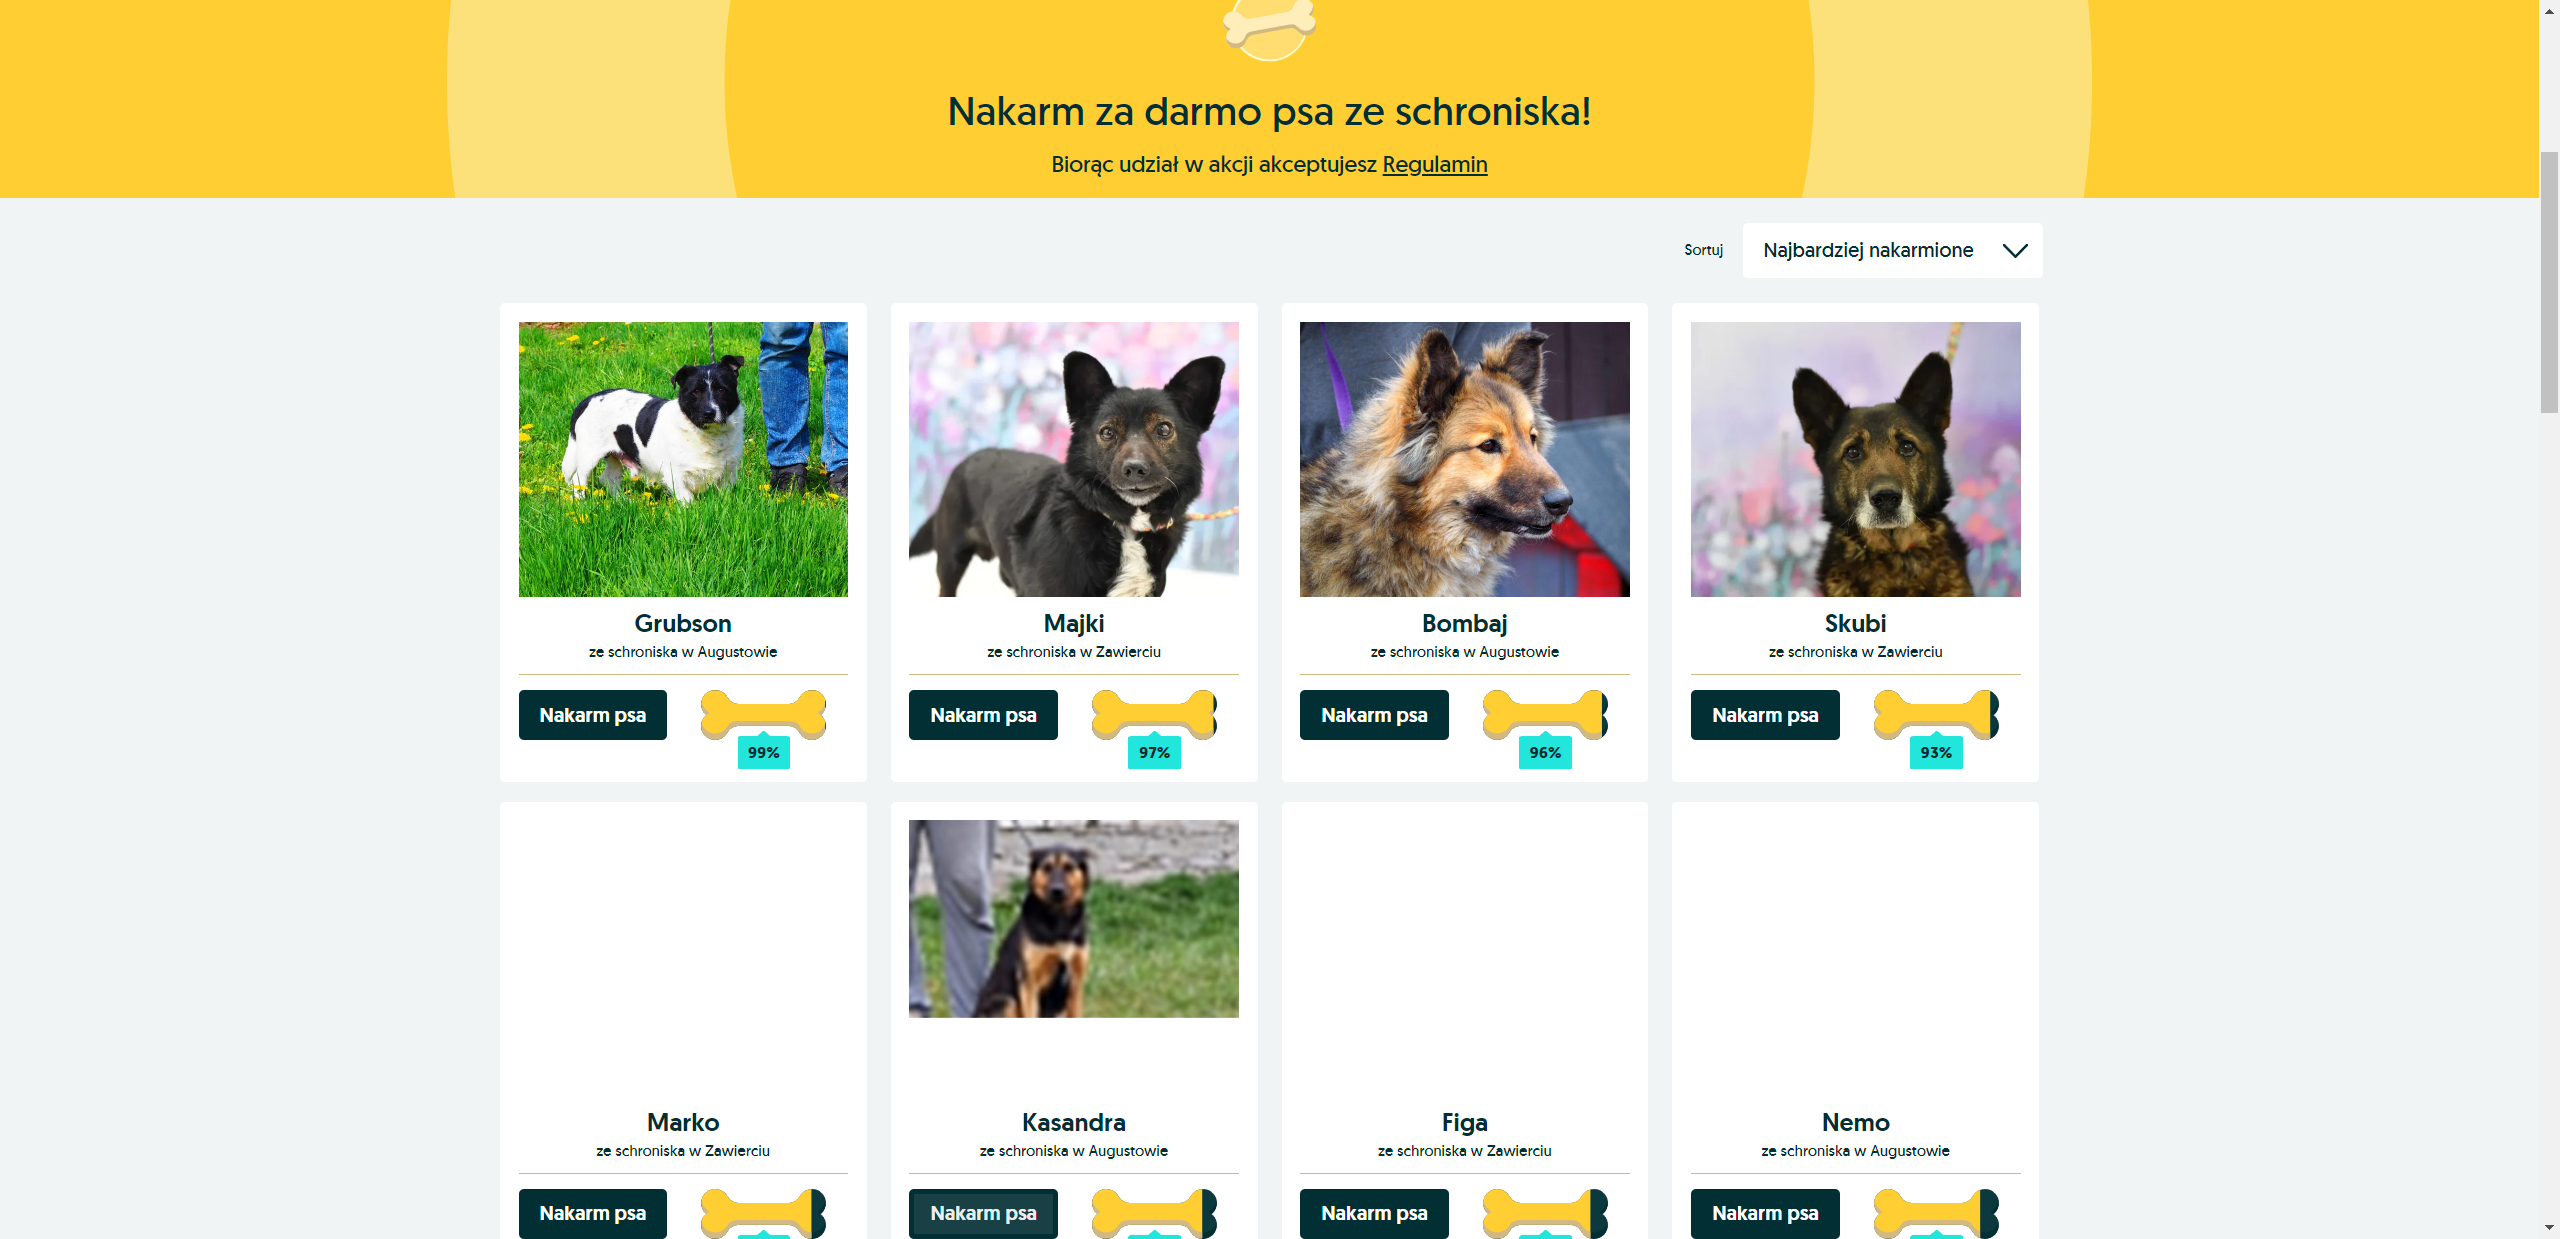 Nakarm za darmo psa ze schroniska!
Biorąc udział w akcji akceptujesz Regulamin
Sortuj
Najbardziej nakarmione
Grubson
ze schroniska w Augustowie
Nakarm psa
99%
Majki
ze schroniska w Zawierciu
Nakarm psa
97%
Bombaj
ze schroniska w Augustowie
Nakarm psa
96%
Skubi
ze schroniska w Zawierciu
Nakarm psa
93%
Marko
ze schroniska w Zawierciu
Nakarm psa
Kasandra
ze schroniska w Augustowie
Nakarm psa
Figa
ze schroniska w Zawierciu
Nakarm psa
Nemo
ze schroniska w Augustowie
Nakarm psa